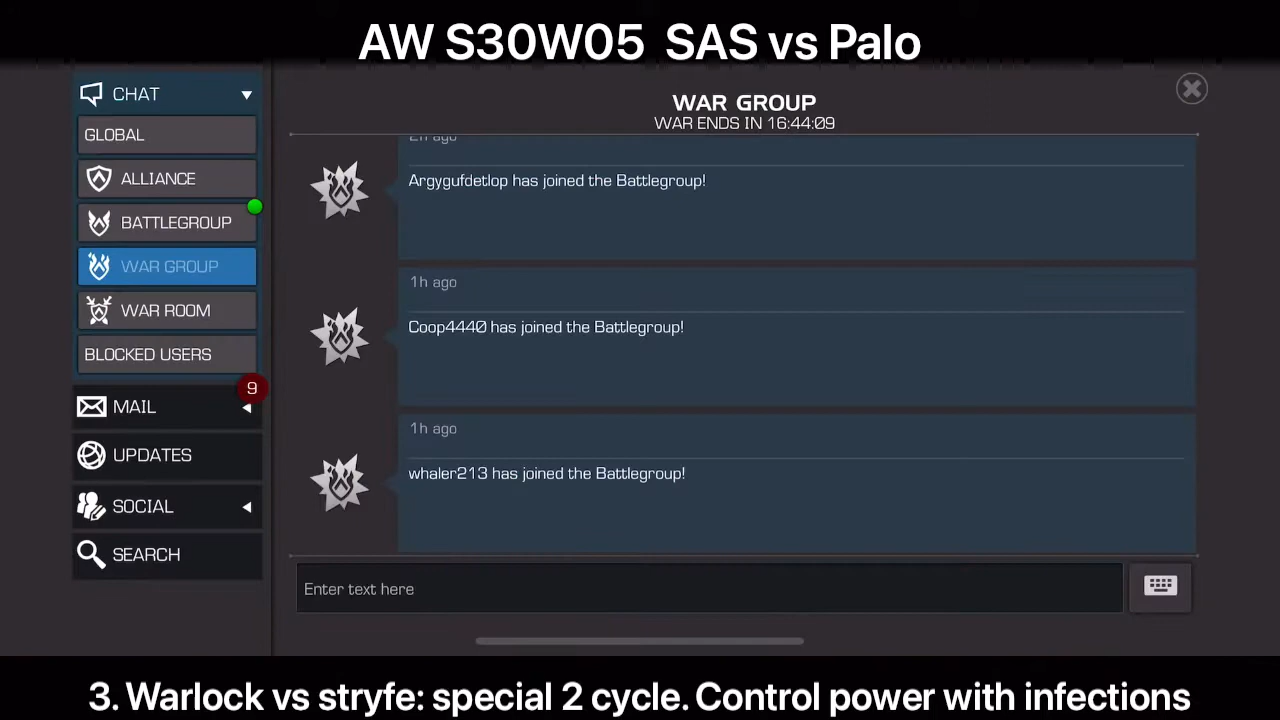 AW S30W05 SAS vs Palo
CHAT
GLOBAL
ALLIANCE
BATTLEGROUP
WAR GROUP
WAR ROOM
BLOCKED USERS
9
MAIL
UPDATES
SOCIAL
SEARCH
WAR GROUP
WAR ENDS IN 16:44:09
2h ago
Argygufdetlop has joined the Battlegroup!
1h ago
Coop4440 has joined the Battlegroup!
1h ago
whaler213 has joined the Battlegroup!
Enter text here
3. Warlock vs stryfe: special 2 cycle. Control power with infections